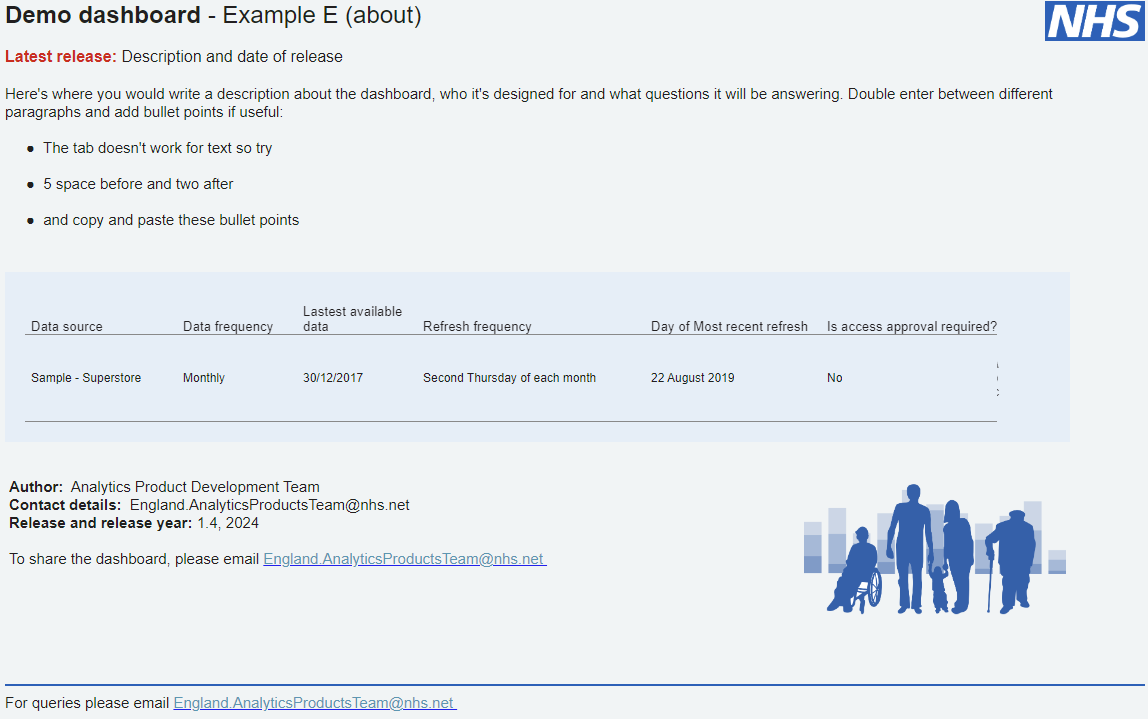 Demo dashboard - Example E (about)
NHS
Latest release: Description and date of release
Here's where you would write a description about the dashboard, who it's designed for and what questions it will be answering. Double enter between different
paragraphs and add bullet points if useful:
● The tab doesn't work for text so try
● 5 space before and two after
● and copy and paste these bullet points
Lastest available
Data source Data frequency data Refresh frequency Day of Most recent refresh Is access approval required?
Sample - Superstore Monthly 30/12/2017 Second Thursday of each month 22 August 2019 No
Author: Analytics Product Development Team
Contact details: England.AnalyticsProductsTeam@nhs.net
Release and release year: 1.4, 2024
To share the dashboard, please email England.AnalyticsProductsTeam@nhs.net
For queries please email England.AnalyticsProductsTeam@nhs.net